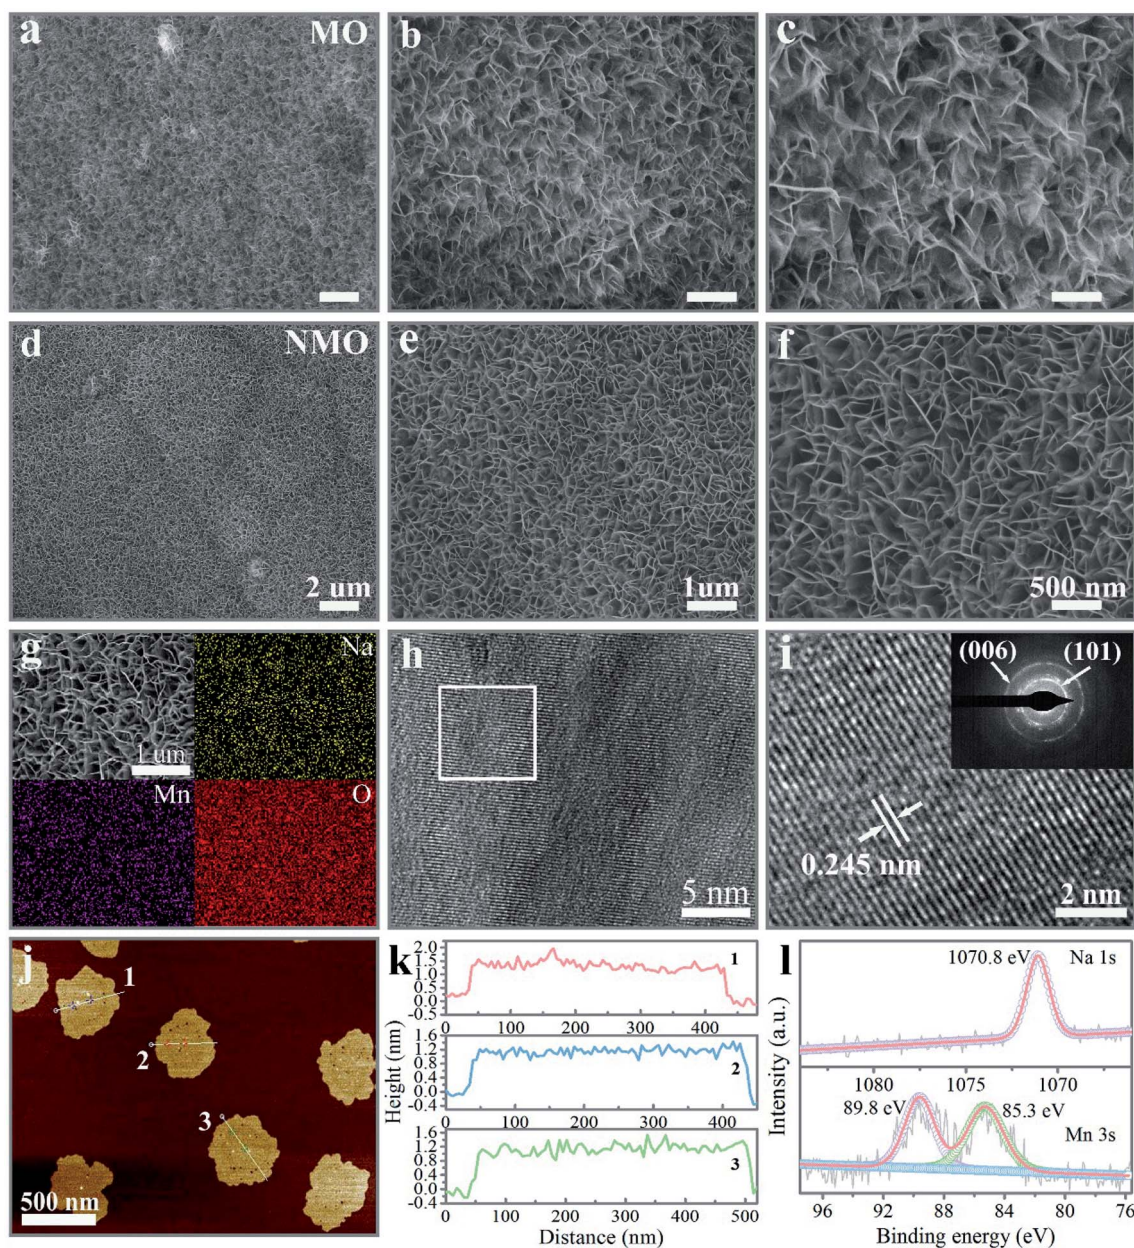 a MO b c
d NMO e f
2 um 1um 500 nm
g Na h i (006) (101)
1 um
Mn O
0.245 nm
5 nm 2 nm
j 1 2 3
500 nm
k
2.0
1.5
1.0
0.5
0.0
-0.5
1
0 100 200 300 400
1.6
1.2
0.8
0.4
0.0
-0.4
2
0 100 200 300 400
1.6
1.2
0.8
0.4
0.0
-0.4
3
0 100 200 300 400 500
Height (nm)
Distance (nm)
l
1070.8 eV Na 1s
1080 1075 1070
89.8 eV 85.3 eV
Mn 3s
96 92 88 84 80 76
Intensity (a.u.)
Binding energy (eV)